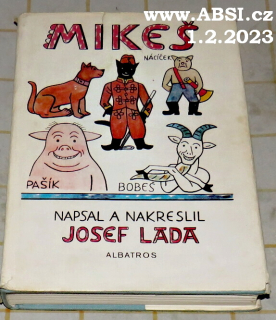 www.ABSI.cz
MIKEŠ
1.2.2023
NÁCÍČEK
PAŠÍK
BOBEŠ
NAPSAL A NAKRESLIL
JOSEF LADA
ALBATROS